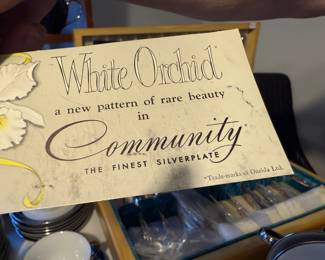 White Orchid*
a new pattern of rare beauty
in
Community*
THE FINEST SILVERPLATE
*Trade-marks of Oneida Ltd.